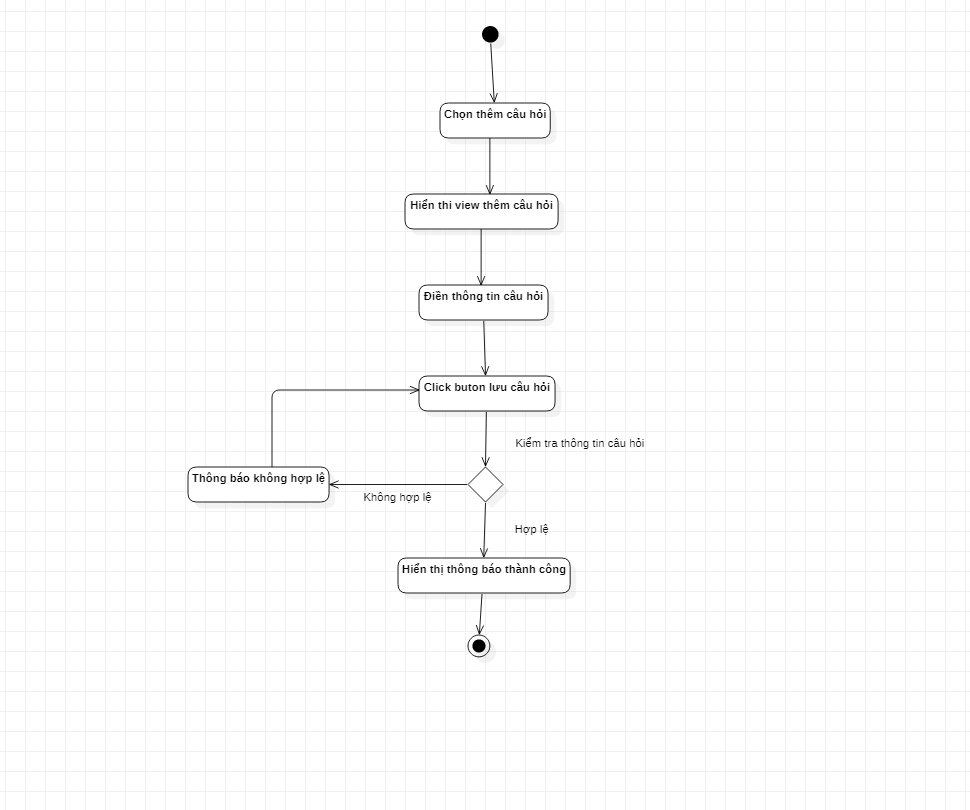 Chọn thêm câu hỏi
Hiển thi view thêm câu hỏi
Điền thông tin câu hỏi
Click buton lưu câu hỏi
Kiểm tra thông tin câu hỏi
Thông báo không hợp lệ
Không hợp lệ
Hợp lệ
Hiển thị thông báo thành công